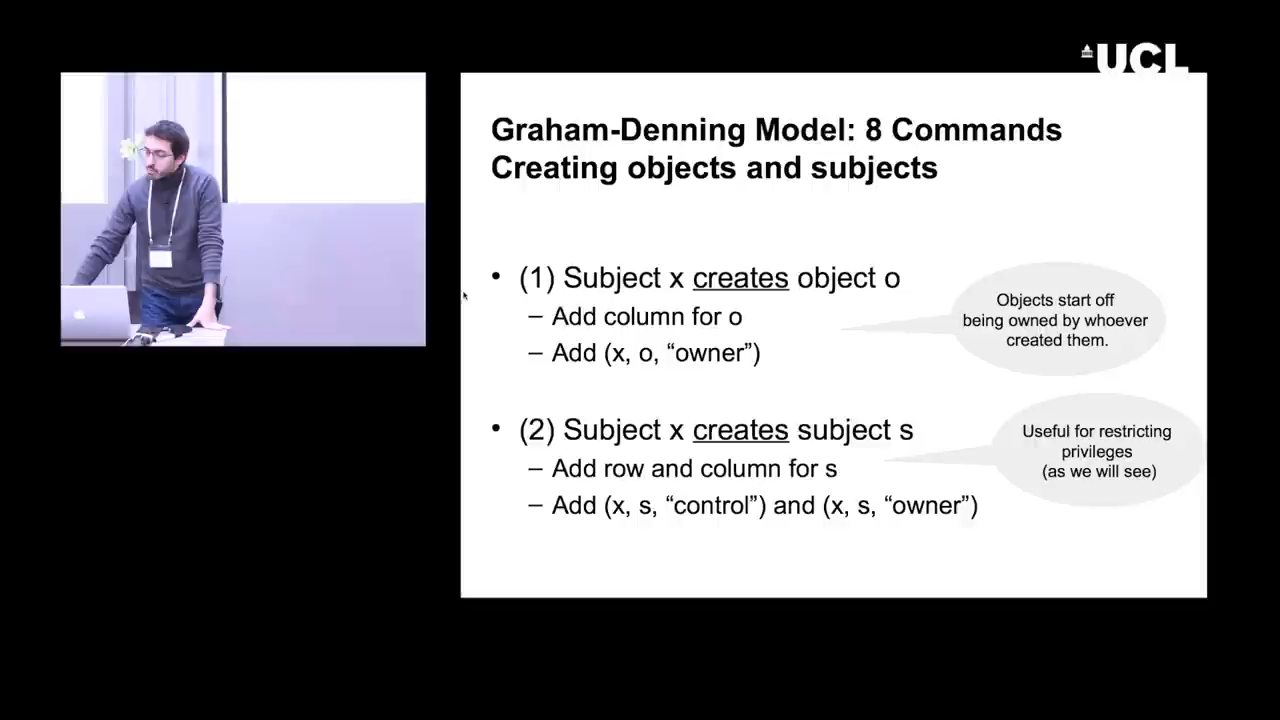 UCL
Graham-Denning Model: 8 Commands
Creating objects and subjects
• (1) Subject x creates object o
– Add column for o
– Add (x, o, “owner”)
Objects start off
being owned by whoever
created them.
• (2) Subject x creates subject s
– Add row and column for s
– Add (x, s, “control”) and (x, s, “owner”)
Useful for restricting
privileges
(as we will see)